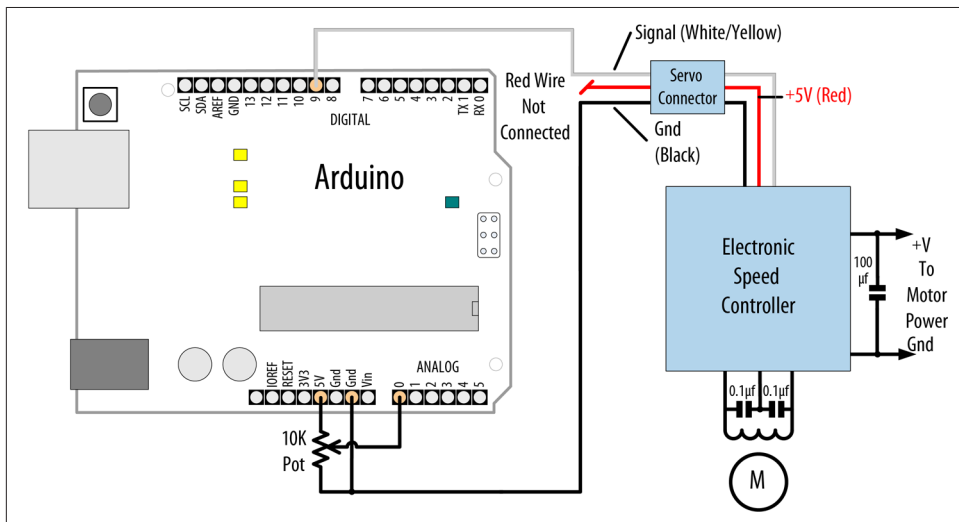 Signal (White/Yellow)
Servo
Connector
Red Wire
Not
Connected
+5V (Red)
Gnd
(Black)
SCL
SDA
AREF
GND
13
12
11
10
9
8
7
6
5
4
3
2
TX 1
RX 0
DIGITAL
Arduino
Electronic
Speed
Controller
100
µf
+V
To
Motor
Power
Gnd
ANALOG
IOREF
RESET
3V3
5V
Gnd
Gnd
Vin
0
1
2
3
4
5
10K
Pot
0.1µf
0.1µf
M